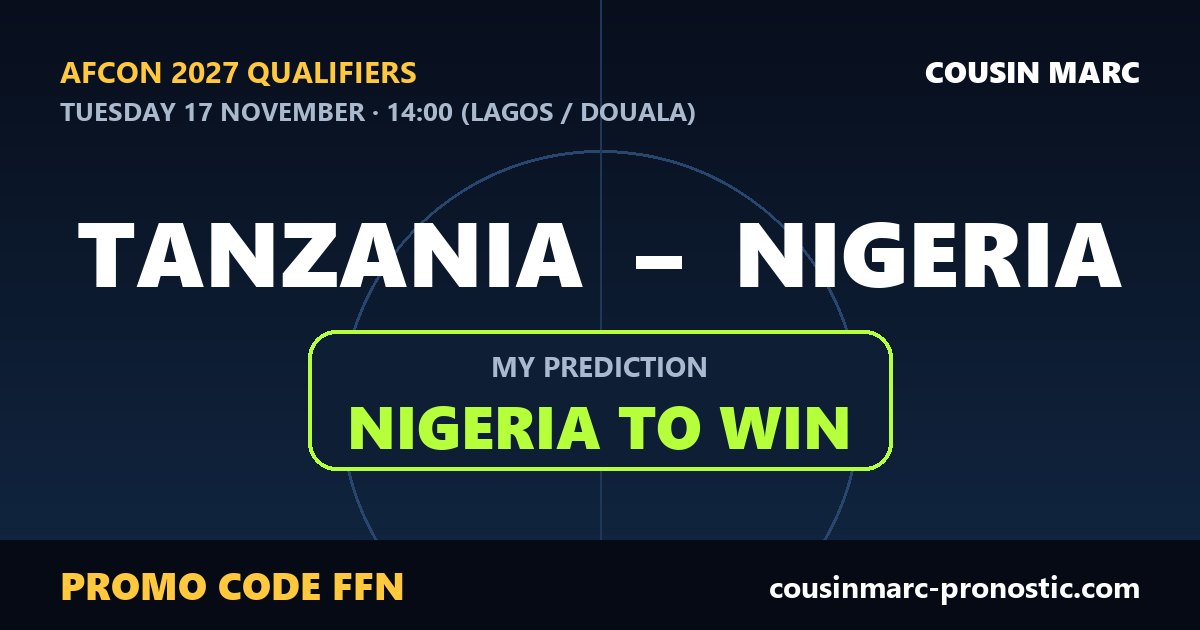 AFCON 2027 QUALIFIERS
COUSIN MARC
TUESDAY 17 NOVEMBER · 14:00 (LAGOS / DOUALA)
TANZANIA – NIGERIA
MY PREDICTION
NIGERIA TO WIN
PROMO CODE FFN
cousinmarc-pronostic.com